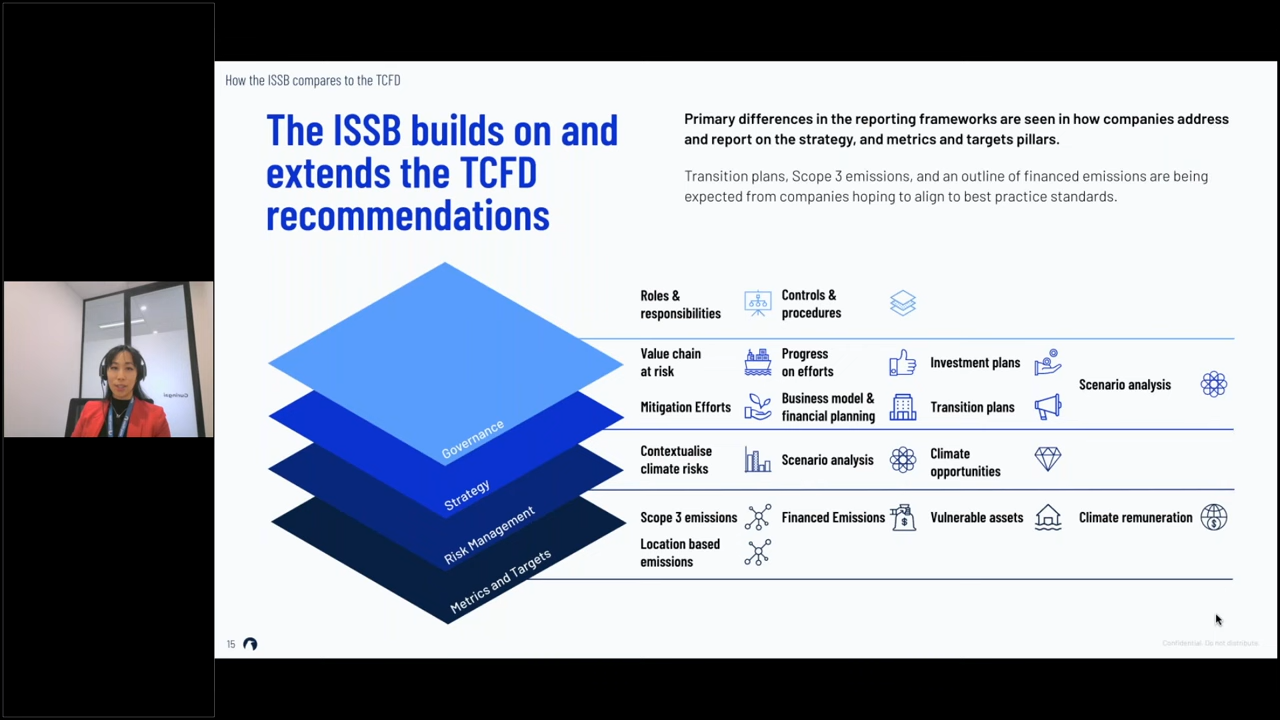 How the ISSB compares to the TCFD
The ISSB builds on and
extends the TCFD
recommendations
Primary differences in the reporting frameworks are seen in how companies address
and report on the strategy, and metrics and targets pillars.
Transition plans, Scope 3 emissions, and an outline of financed emissions are being
expected from companies hoping to align to best practice standards.
Governance
Strategy
Risk Management
Metrics and Targets
Roles &
responsibilities
Controls &
procedures
Value chain
at risk
Progress
on efforts
Investment plans
Scenario analysis
Mitigation Efforts
Business model &
financial planning
Transition plans
Contextualise
climate risks
Scenario analysis
Climate
opportunities
Scope 3 emissions
Financed Emissions
Vulnerable assets
Climate remuneration
Location based
emissions
15
Confidential. Do not distribute